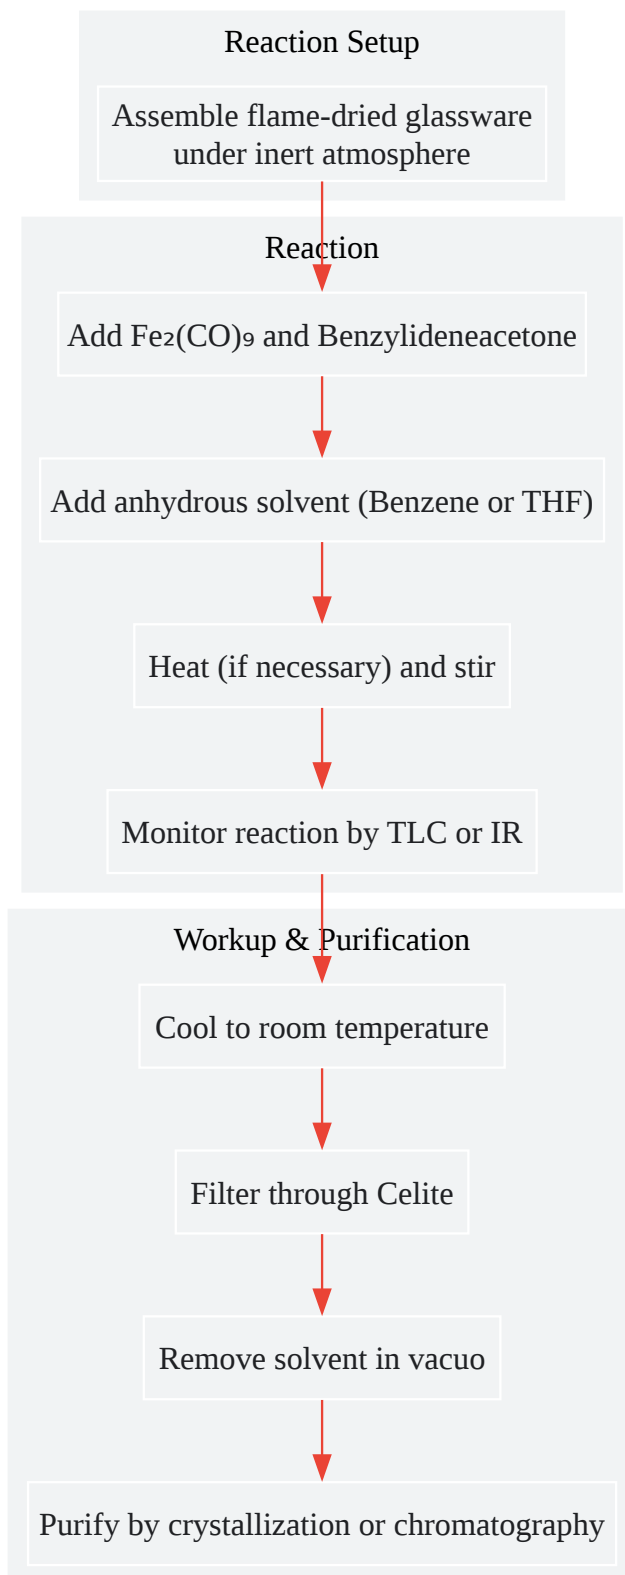 Reaction Setup
Assemble flame-dried glassware
under inert atmosphere
Reaction
Add Fe₂(CO)₉ and Benzylideneacetone
Add anhydrous solvent (Benzene or THF)
Heat (if necessary) and stir
Monitor reaction by TLC or IR
Workup & Purification
Cool to room temperature
Filter through Celite
Remove solvent in vacuo
Purify by crystallization or chromatography